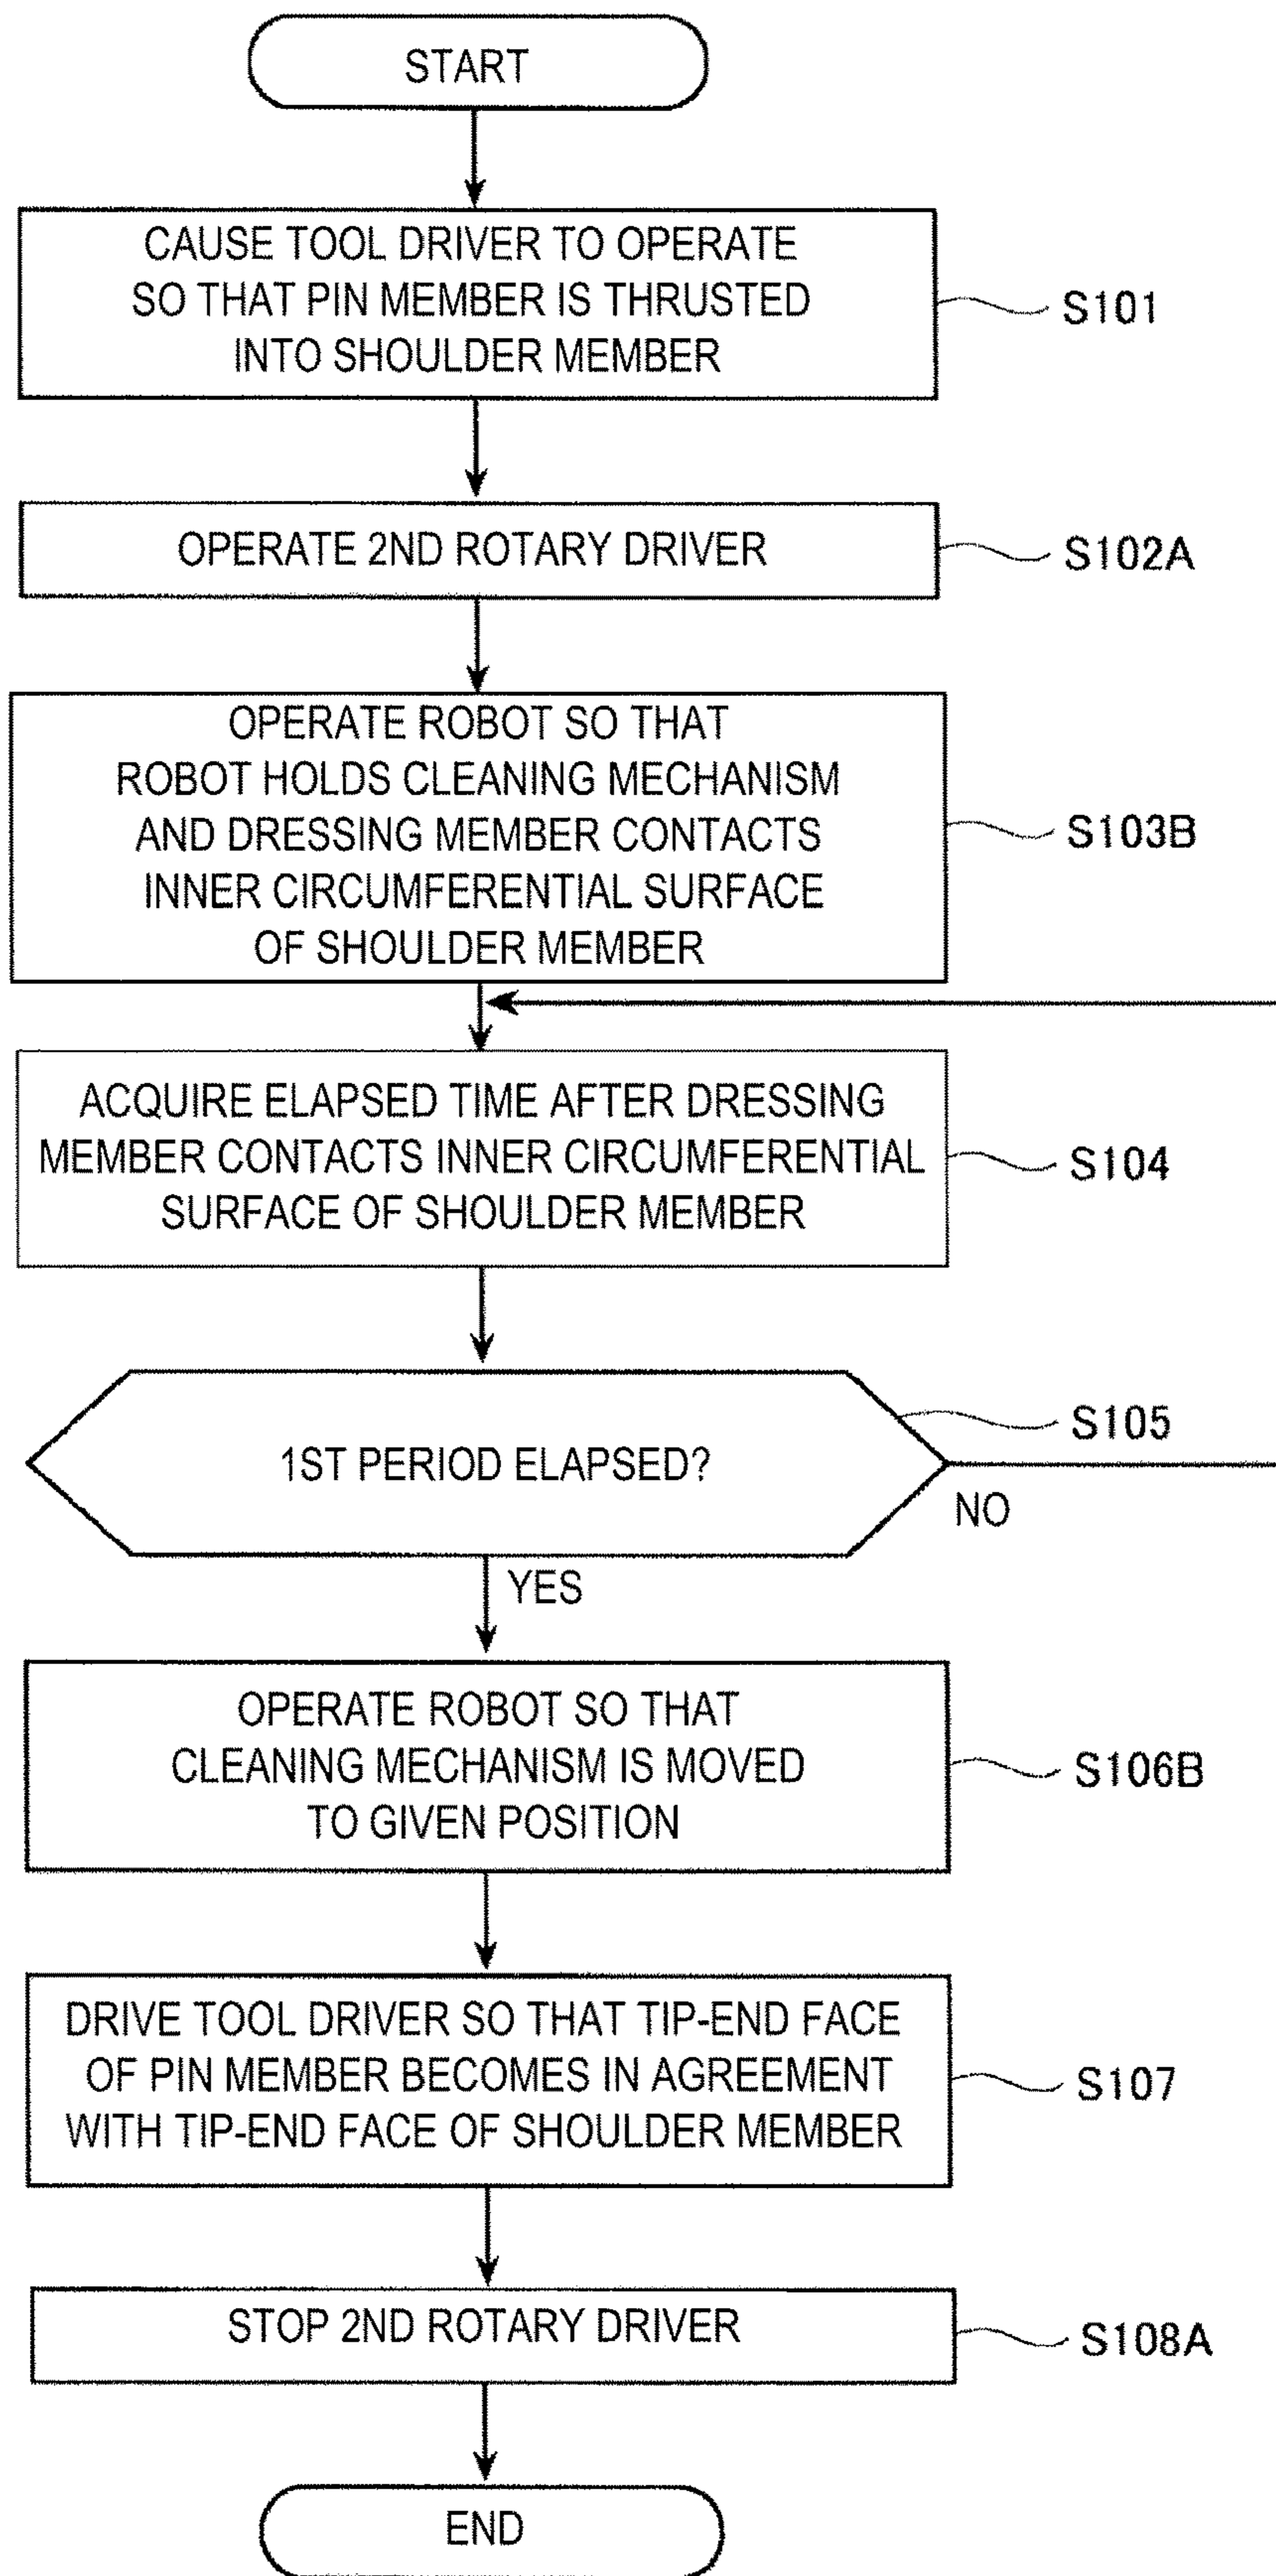 START
CAUSE TOOL DRIVER TO OPERATE
SO THAT PIN MEMBER IS THRUSTED
INTO SHOULDER MEMBER
S101
OPERATE 2ND ROTARY DRIVER
S102A
OPERATE ROBOT SO THAT
ROBOT HOLDS CLEANING MECHANISM
AND DRESSING MEMBER CONTACTS
INNER CIRCUMFERENTIAL SURFACE
OF SHOULDER MEMBER
S103B
ACQUIRE ELAPSED TIME AFTER DRESSING
MEMBER CONTACTS INNER CIRCUMFERENTIAL
SURFACE OF SHOULDER MEMBER
S104
1ST PERIOD ELAPSED?
S105
NO
YES
OPERATE ROBOT SO THAT
CLEANING MECHANISM IS MOVED
TO GIVEN POSITION
S106B
DRIVE TOOL DRIVER SO THAT TIP-END FACE
OF PIN MEMBER BECOMES IN AGREEMENT
WITH TIP-END FACE OF SHOULDER MEMBER
S107
STOP 2ND ROTARY DRIVER
S108A
END